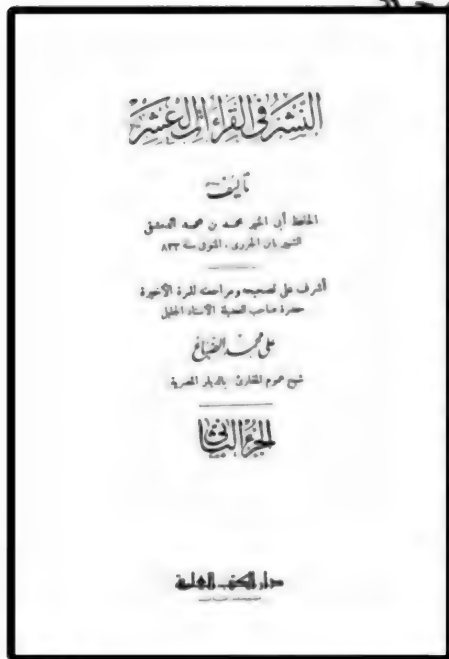 النشر في القراءات العشر
تأليف
الحافظ أبي الخير محمد بن محمد الدمشقي
الشهير بابن الجزري، المتوفى سنة ٨٣٣
أشرف على تصحيحه ومراجعته للمرة الأخيرة
حضرة صاحب الفضيلة الأستاذ الجليل
علي محمد الضباع
شيخ عموم المقارئ بالديار المصرية
الجزء الثاني
دار الكتب العلمية